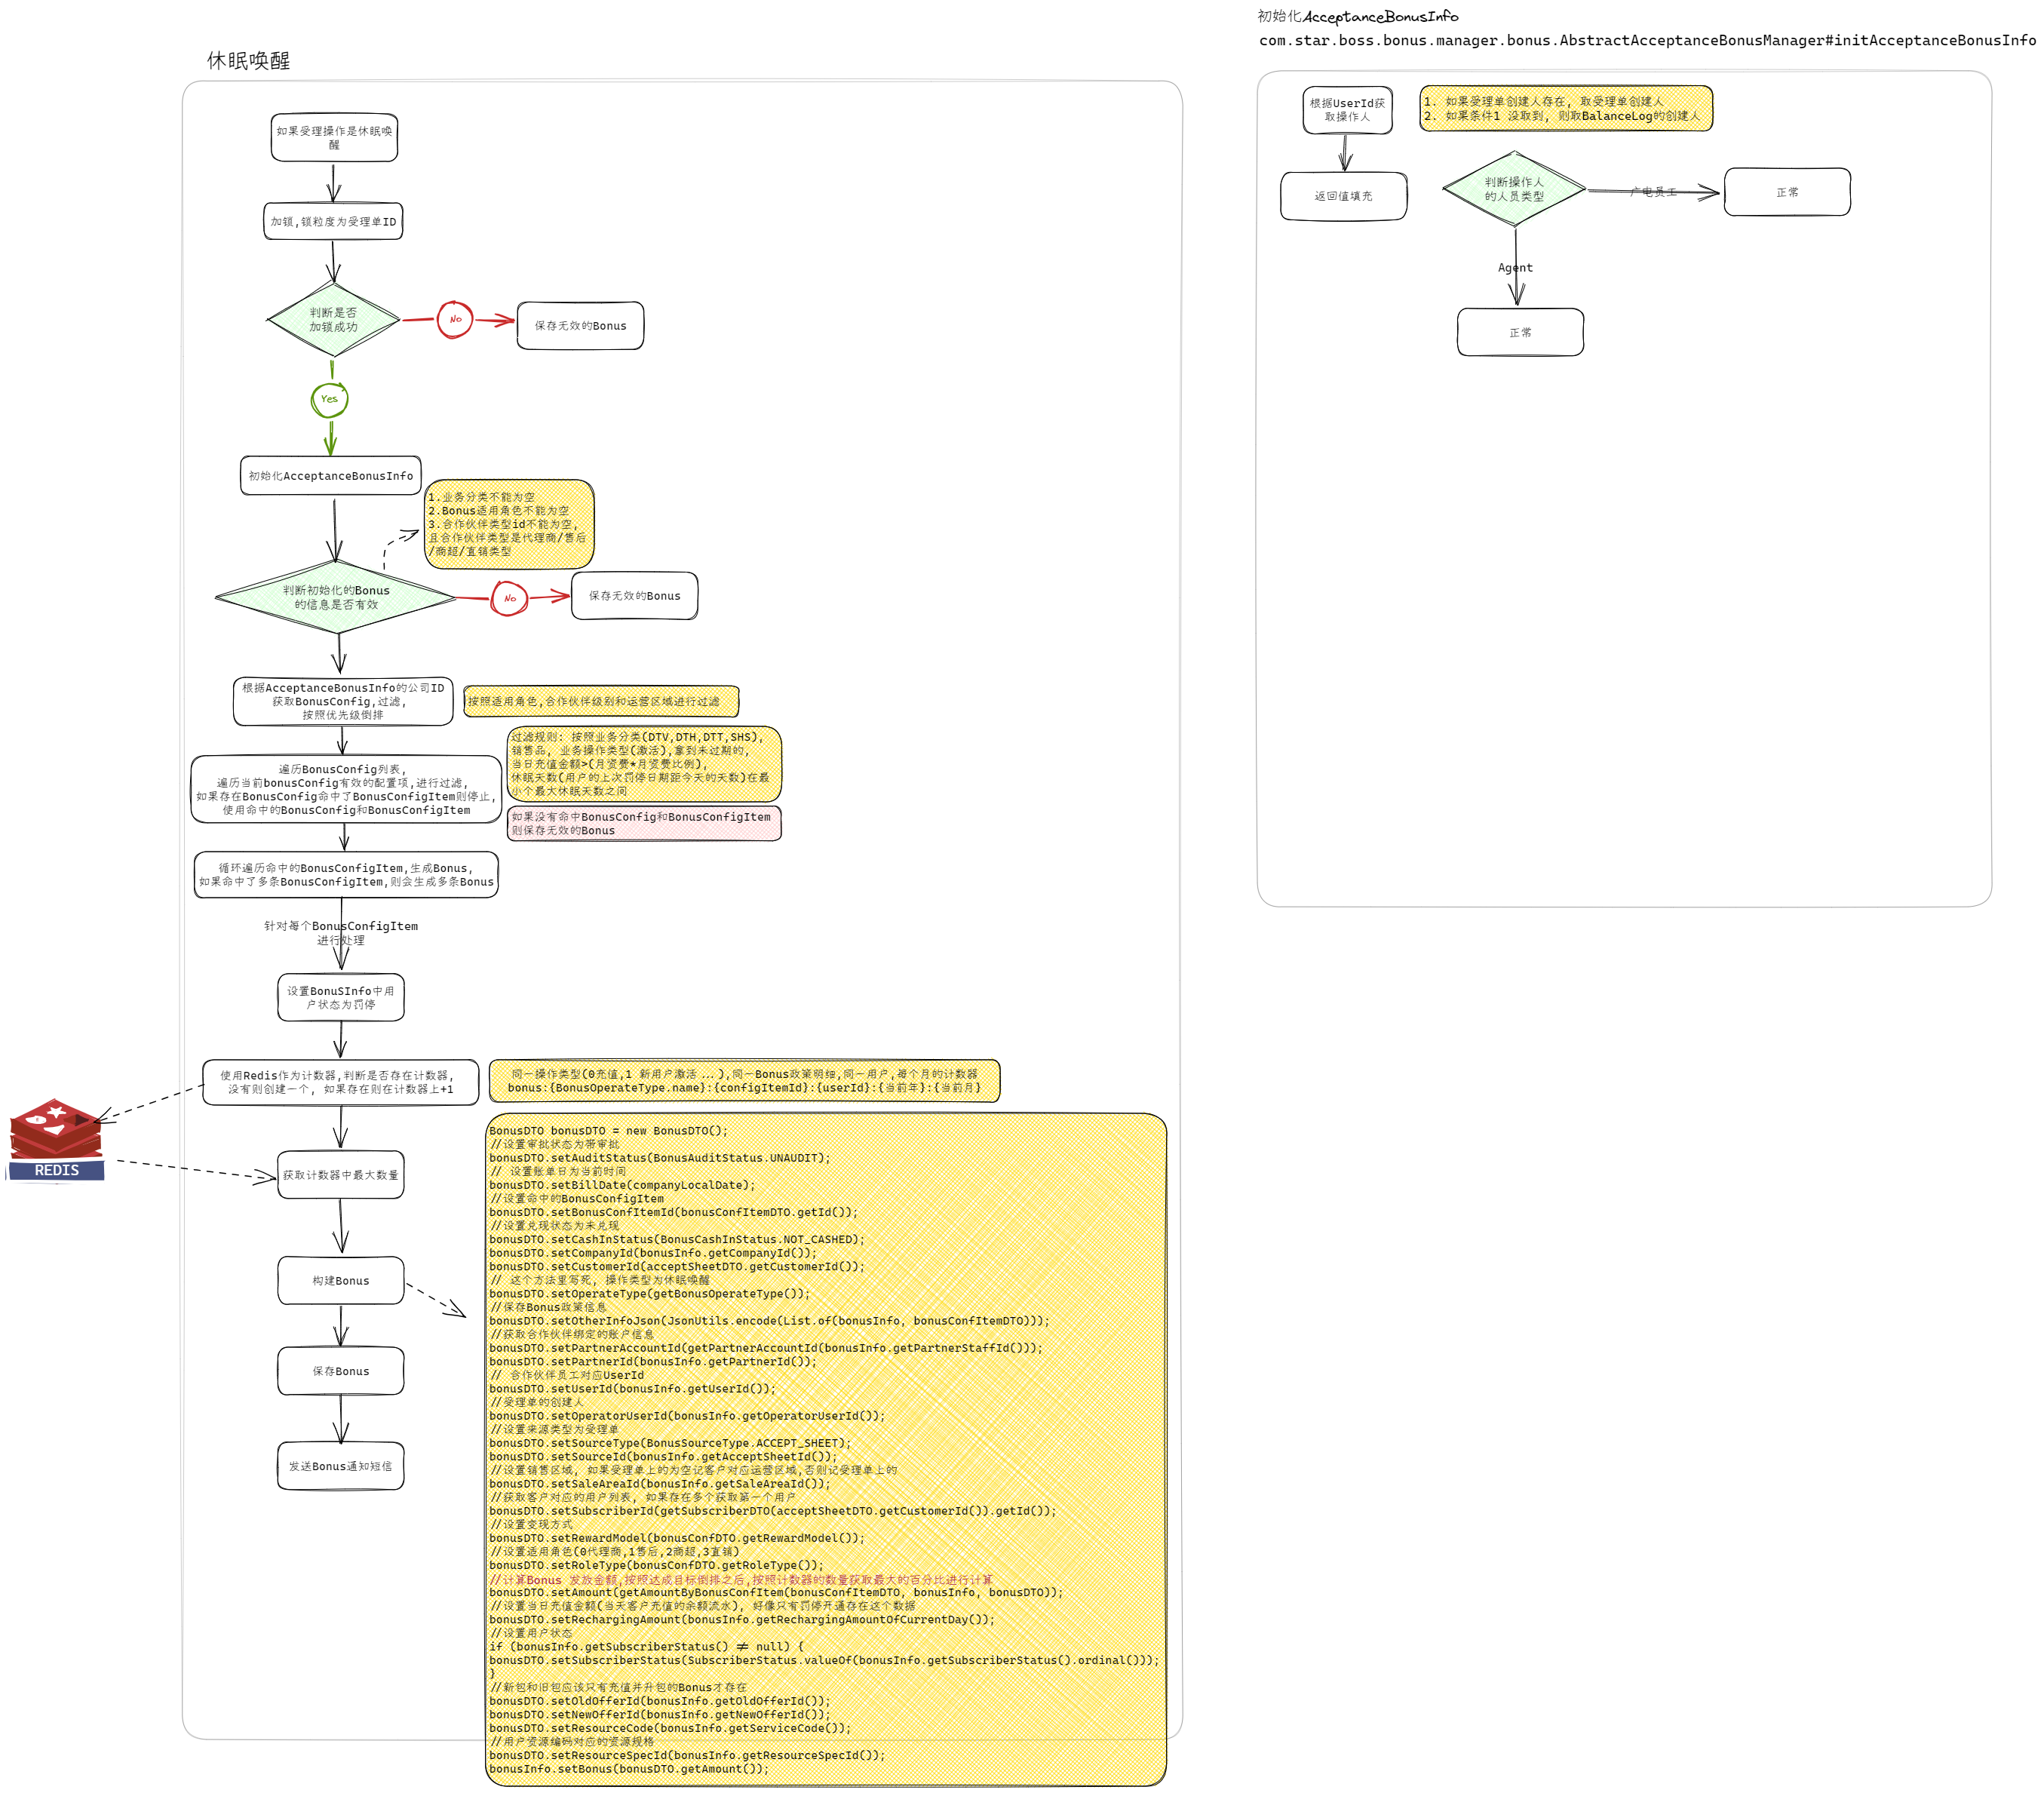 休眠唤醒
如果受理操作是休眠唤
醒
加锁,锁粒度为受理单ID
判断是否
加锁成功
No
保存无效的Bonus
Yes
初始化AcceptanceBonusInfo
1.业务分类不能为空
2.Bonus适用角色不能为空
3.合作伙伴类型id不能为空,
且合作伙伴类型是代理商/售后
/商超/直销类型
判断初始化的Bonus
的信息是否有效
No
保存无效的Bonus
根据AcceptanceBonusInfo的公司ID
获取BonusConfig,过滤,
按照优先级倒排
按照适用角色,合作伙伴级别和运营区域进行过滤
遍历BonusConfig列表,
遍历当前bonusConfig有效的配置项,进行过滤,
如果存在BonusConfig命中了BonusConfigItem则停止,
使用命中的BonusConfig和BonusConfigItem
过滤规则: 按照业务分类(DTV,DTH,DTT,SHS),
销售品, 业务操作类型(激活),拿到未过期的,
当日充值金额>(月资费*月资费比例),
休眠天数(用户的上次罚停日期距今天的天数)在最
小个最大休眠天数之间
如果没有命中BonusConfig和BonusConfigItem
则保存无效的Bonus
循环遍历命中的BonusConfigItem,生成Bonus,
如果命中了多条BonusConfigItem,则会生成多条Bonus
针对每个BonusConfigItem
进行处理
设置BonuSInfo中用
户状态为罚停
使用Redis作为计数器,判断是否存在计数器,
没有则创建一个, 如果存在则在计数器上+1
同一操作类型(0充值,1 新用户激活 ...),同一Bonus政策明细,同一用户,每个月的计数器
bonus:{BonusOperateType.name}:{configItemId}:{userId}:{当前年}:{当前月}
REDIS
获取计数器中最大数量
构建Bonus
保存Bonus
发送Bonus通知短信
BonusDTO bonusDTO = new BonusDTO();
//设置审批状态为带审批
bonusDTO.setAuditStatus(BonusAuditStatus.UNAUDIT);
// 设置账单日为当前时间
bonusDTO.setBillDate(companyLocalDate);
//设置命中的BonusConfigItem
bonusDTO.setBonusConfItemId(bonusConfItemDTO.getId());
//设置兑现状态为未兑现
bonusDTO.setCashInStatus(BonusCashInStatus.NOT_CASHED);
bonusDTO.setCompanyId(bonusInfo.getCompanyId());
bonusDTO.setCustomerId(acceptSheetDTO.getCustomerId());
// 这个方法里写死, 操作类型为休眠唤醒
bonusDTO.setOperateType(getBonusOperateType());
//保存Bonus政策信息
bonusDTO.setOtherInfoJson(JsonUtils.encode(List.of(bonusInfo, bonusConfItemDTO)));
//获取合作伙伴绑定的账户信息
bonusDTO.setPartnerAccountId(getPartnerAccountId(bonusInfo.getPartnerStaffId()));
bonusDTO.setPartnerId(bonusInfo.getPartnerId());
// 合作伙伴员工对应UserId
bonusDTO.setUserId(bonusInfo.getUserId());
//受理单的创建人
bonusDTO.setOperatorUserId(bonusInfo.getOperatorUserId());
//设置来源类型为受理单
bonusDTO.setSourceType(BonusSourceType.ACCEPT_SHEET);
bonusDTO.setSourceId(bonusInfo.getAcceptSheetId());
//设置销售区域, 如果受理单上的为空记客户对应运营区域,否则记受理单上的
bonusDTO.setSaleAreaId(bonusInfo.getSaleAreaId());
//获取客户对应的用户列表, 如果存在多个获取第一个用户
bonusDTO.setSubscriberId(getSubscriberDTO(acceptSheetDTO.getCustomerId()).getId());
//设置变现方式
bonusDTO.setRewardModel(bonusConfDTO.getRewardModel());
//设置适用角色(0代理商,1售后,2商超,3直销)
bonusDTO.setRoleType(bonusConfDTO.getRoleType());
//计算Bonus 发放金额,按照达成目标倒排之后,按照计数器的数量获取最大的百分比进行计算
bonusDTO.setAmount(getAmountByBonusConfItem(bonusConfItemDTO, bonusInfo, bonusDTO));
//设置当日充值金额(当天客户充值的余额流水), 好像只有罚停开通存在这个数据
bonusDTO.setRechargingAmount(bonusInfo.getRechargingAmountOfCurrentDay());
//设置用户状态
if (bonusInfo.getSubscriberStatus() != null) {
bonusDTO.setSubscriberStatus(SubscriberStatus.valueOf(bonusInfo.getSubscriberStatus().ordinal()));
}
//新包和旧包应该只有充值并升包的Bonus才存在
bonusDTO.setOldOfferId(bonusInfo.getOldOfferId());
bonusDTO.setNewOfferId(bonusInfo.getNewOfferId());
bonusDTO.setResourceCode(bonusInfo.getServiceCode());
//用户资源编码对应的资源规格
bonusDTO.setResourceSpecId(bonusInfo.getResourceSpecId());
bonusInfo.setBonus(bonusDTO.getAmount());
初始化AcceptanceBonusInfo
com.star.boss.bonus.manager.bonus.AbstractAcceptanceBonusManager#initAcceptanceBonusInfo
根据UserId获
取操作人
1. 如果受理单创建人存在, 取受理单创建人
2. 如果条件1 没取到, 则取BalanceLog的创建人
返回值填充
判断操作人
的人员类型
广电员工
正常
Agent
正常